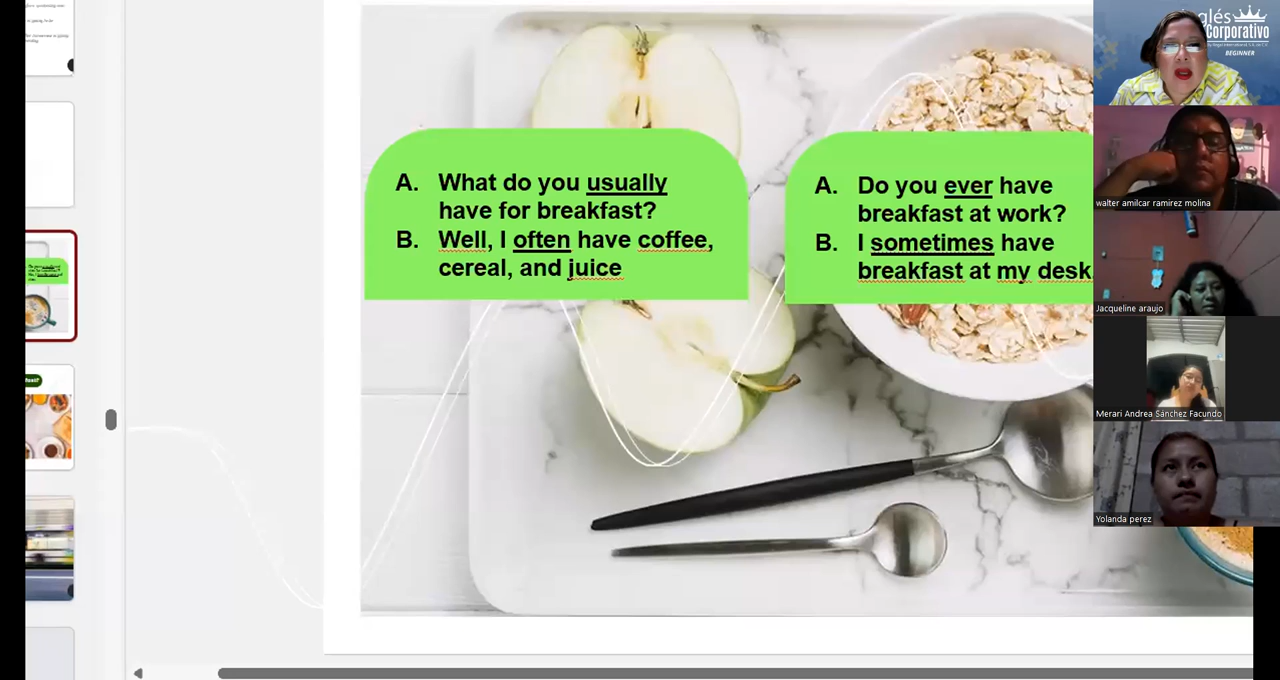 A. What do you usually
have for breakfast?
B. Well, I often have coffee,
cereal, and juice
A. Do you ever have
breakfast at work?
B. I sometimes have
breakfast at my desk
glés
Corporativo
BEGINNER
walter amilcar ramirez molina
Jacqueline araujo
Merari Andrea Sánchez Facundo
Yolanda perez